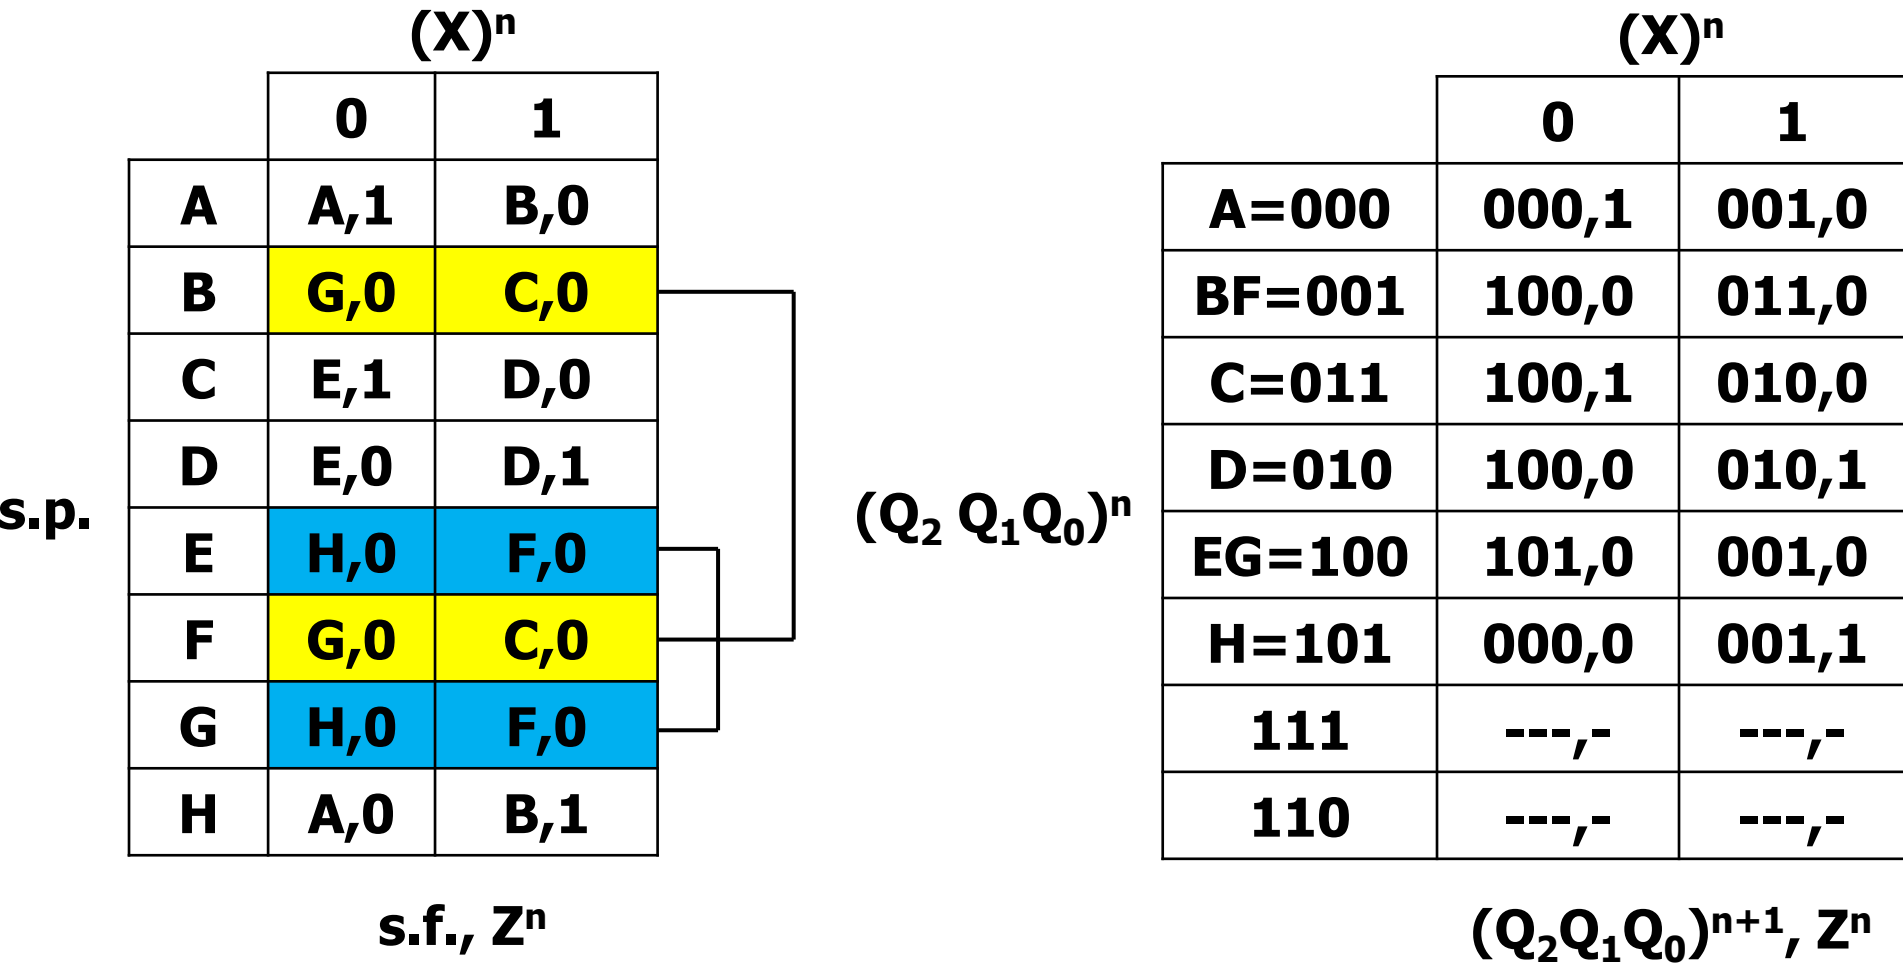 (X)ⁿ
0 1
A A,1 B,0
B G,0 C,0
C E,1 D,0
D E,0 D,1
E H,0 F,0
F G,0 C,0
G H,0 F,0
H A,0 B,1
s.p.
s.f., Zⁿ
(X)ⁿ
0 1
A=000 000,1 001,0
BF=001 100,0 011,0
C=011 100,1 010,0
D=010 100,0 010,1
EG=100 101,0 001,0
H=101 000,0 001,1
111 ---,- ---,-
110 ---,- ---,-
(Q₂ Q₁Q₀)ⁿ
(Q₂Q₁Q₀)ⁿ⁺¹, Zⁿ